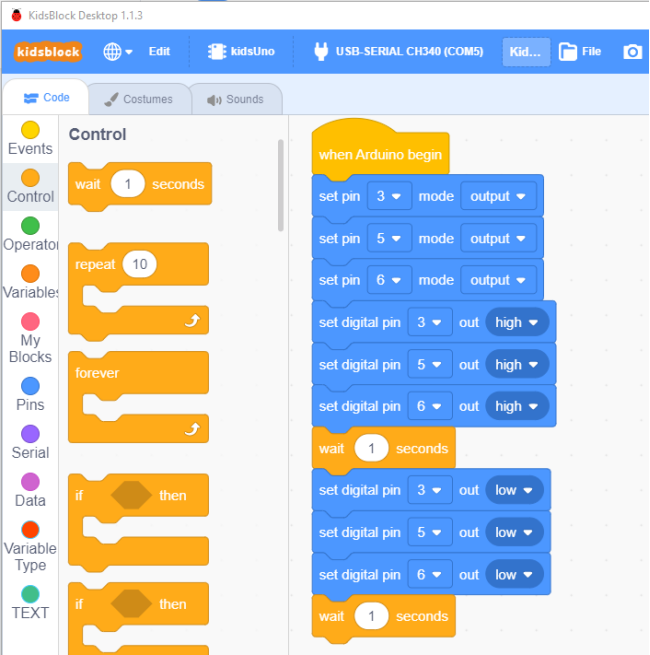 KidsBlock Desktop 1.1.3
kidsblock Edit kidsUno USB-SERIAL CH340 (COM5) Kid... File
Code Costumes Sounds
Events
Control
Operator
Variables
My
Blocks
Pins
Serial
Data
Variable
Type
TEXT
Control
wait 1 seconds
repeat 10
forever
if then
if then
when Arduino begin
set pin 3 mode output
set pin 5 mode output
set pin 6 mode output
set digital pin 3 out high
set digital pin 5 out high
set digital pin 6 out high
wait 1 seconds
set digital pin 3 out low
set digital pin 5 out low
set digital pin 6 out low
wait 1 seconds